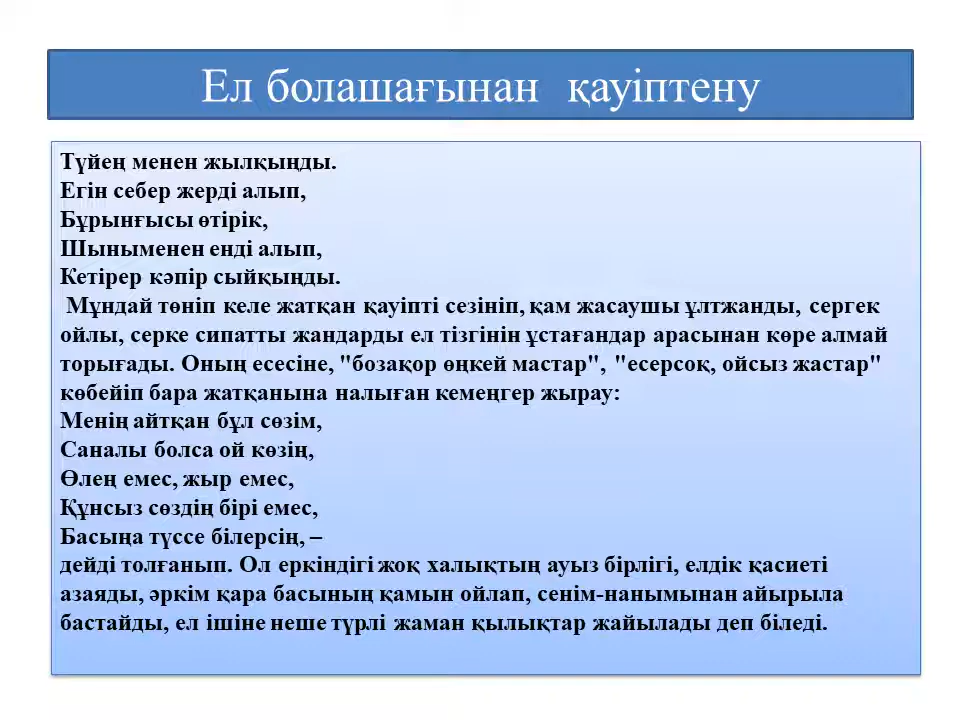 Ел болашағынан қауіптену
Түйең менен жылқыңды.
Егін себер жерді алып,
Бұрынғысы өтірік,
Шыныменен енді алып,
Кетірер кәпір сыйқыңды.
Мұндай төніп келе жатқан қауіпті сезініп, қам жасаушы ұлтжанды, сергек
ойлы, серке сипатты жандарды ел тізгінін ұстағандар арасынан көре алмай
торығады. Оның есесіне, "бозақор өңкей мастар", "есерсоқ, ойсыз жастар"
көбейіп бара жатқанына налыған кемеңгер жырау:
Менің айтқан бұл сөзім,
Саналы болса ой көзің,
Өлең емес, жыр емес,
Құнсыз сөздің бірі емес,
Басыңа түссе білерсің, –
дейді толғанып. Ол еркіндігі жоқ халықтың ауыз бірлігі, елдік қасиеті
азаяды, әркім қара басының қамын ойлап, сенім-нанымынан айырыла
бастайды, ел ішіне неше түрлі жаман қылықтар жайылады деп біледі.